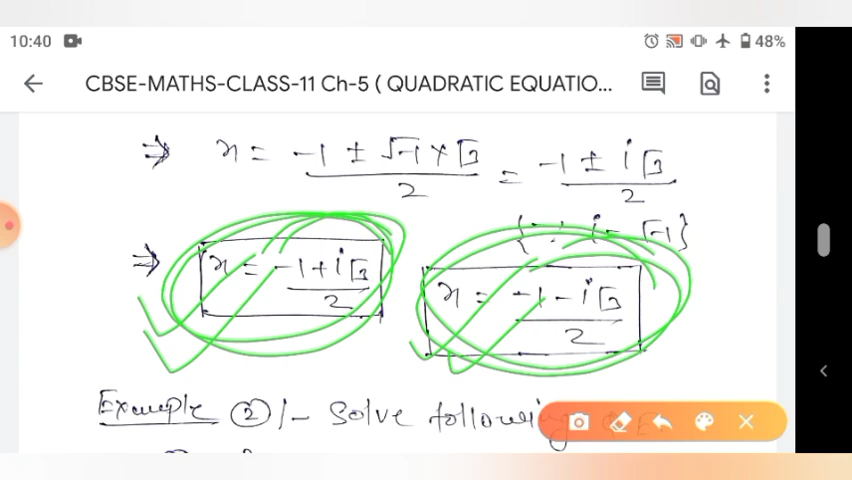 10:40 48%
CBSE-MATHS-CLASS-11 Ch-5 ( QUADRATIC EQUATIO...
⇒ x = (-1 ± √-1 × √3)/2 = (-1 ± i√3)/2
{∵ i = √-1}
⇒ x = (-1 + i√3)/2 x = (-1 - i√3)/2
Example ② :- Solve following